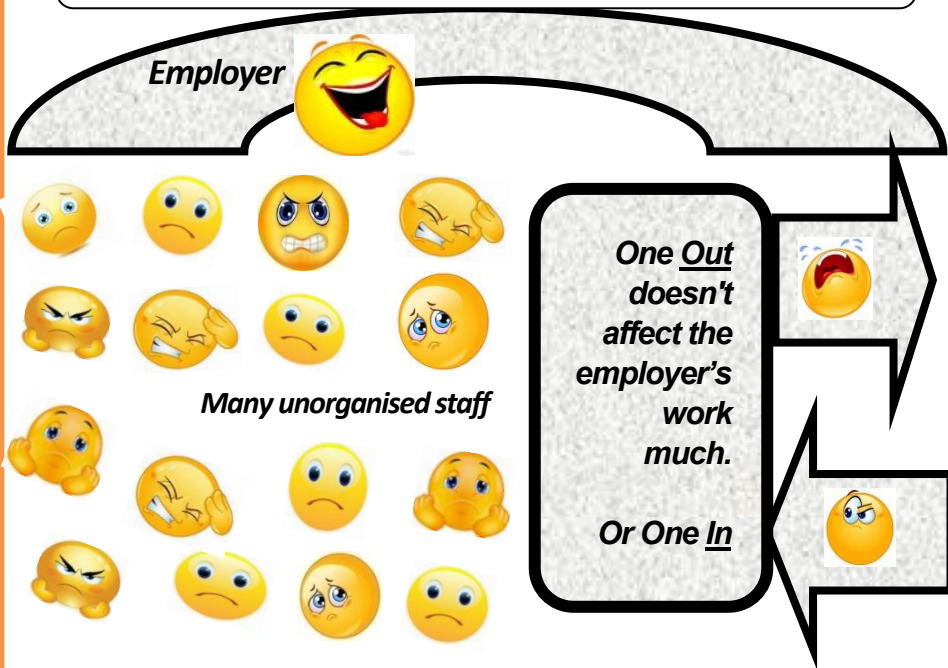 Employer
One Out
doesn't
affect the
employer’s
work
much.
Many unorganised staff
Or One In